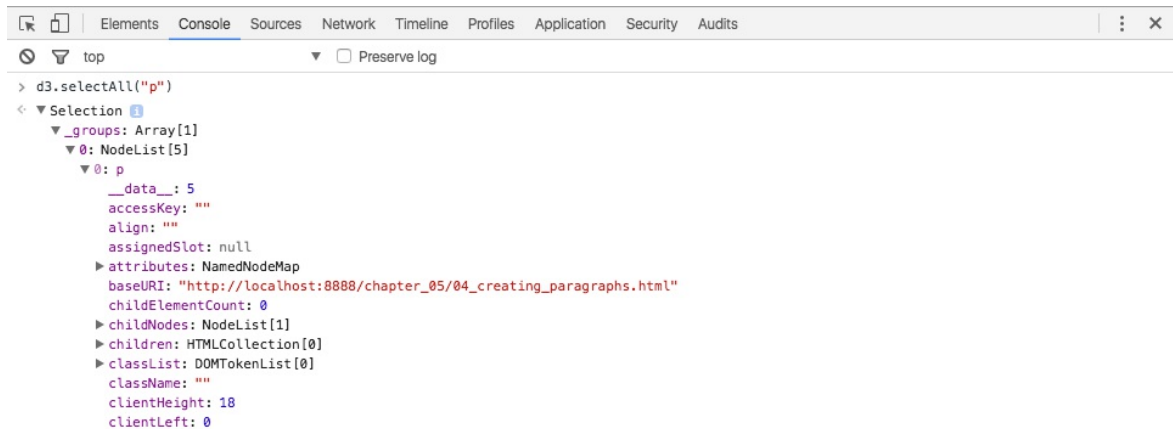 Elements Console Sources Network Timeline Profiles Application Security Audits
top Preserve log
> d3.selectAll("p")
Selection i
_groups: Array[1]
0: NodeList[5]
0: p
__data__: 5
accessKey: ""
align: ""
assignedSlot: null
attributes: NamedNodeMap
baseURI: "http://localhost:8888/chapter_05/04_creating_paragraphs.html"
childElementCount: 0
childNodes: NodeList[1]
children: HTMLCollection[0]
classList: DOMTokenList[0]
className: ""
clientHeight: 18
clientLeft: 0